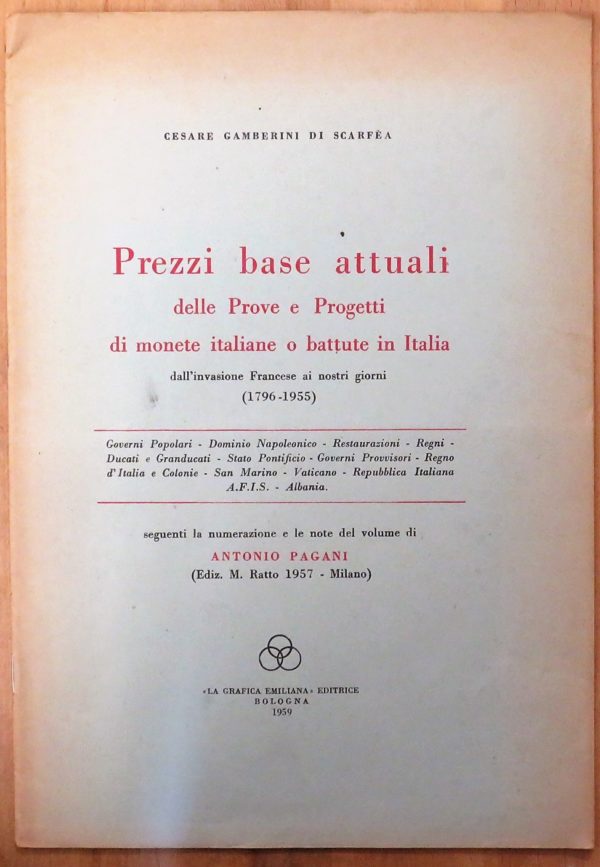 CESARE GAMBERINI DI SCARFÈA
Prezzi base attuali
delle Prove e Progetti
di monete italiane o battute in Italia
dall'invasione Francese ai nostri giorni
(1796-1955)
Governi Popolari - Dominio Napoleonico - Restaurazioni - Regni -
Ducati e Granducati - Stato Pontificio - Governi Provvisori - Regno
d'Italia e Colonie - San Marino - Vaticano - Repubblica Italiana
A.F.I.S. - Albania.
seguenti la numerazione e le note del volume di
ANTONIO PAGANI
(Ediz. M. Ratto 1957 - Milano)
«LA GRAFICA EMILIANA» EDITRICE
BOLOGNA
1959